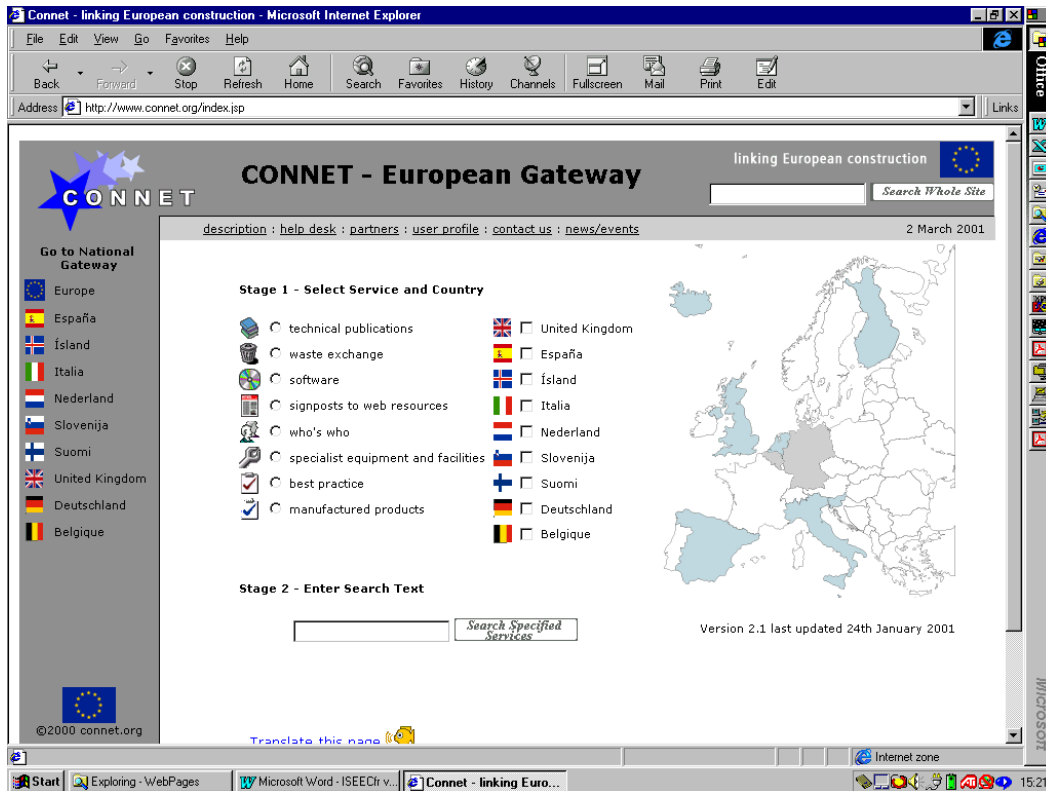 Connet - linking European construction - Microsoft Internet Explorer
File Edit View Go Favorites Help
Back Forward Stop Refresh Home Search Favorites History Channels Fullscreen Mail Print Edit
Address http://www.connet.org/index.jsp Links
Office
CONNET
CONNET - European Gateway
linking European construction
Search Whole Site
description : help desk : partners : user profile : contact us : news/events
2 March 2001
Go to National
Gateway
Europe
España
Ísland
Italia
Nederland
Slovenija
Suomi
United Kingdom
Deutschland
Belgique
©2000 connet.org
Stage 1 - Select Service and Country
technical publications
waste exchange
software
signposts to web resources
who's who
specialist equipment and facilities
best practice
manufactured products
United Kingdom
España
Ísland
Italia
Nederland
Slovenija
Suomi
Deutschland
Belgique
Stage 2 - Enter Search Text
Search Specified
Services
Version 2.1 last updated 24th January 2001
Translate this page
Microsoft
Internet zone
Start Exploring - WebPages Microsoft Word - ISEECfr v... Connet - linking Euro... 15:21